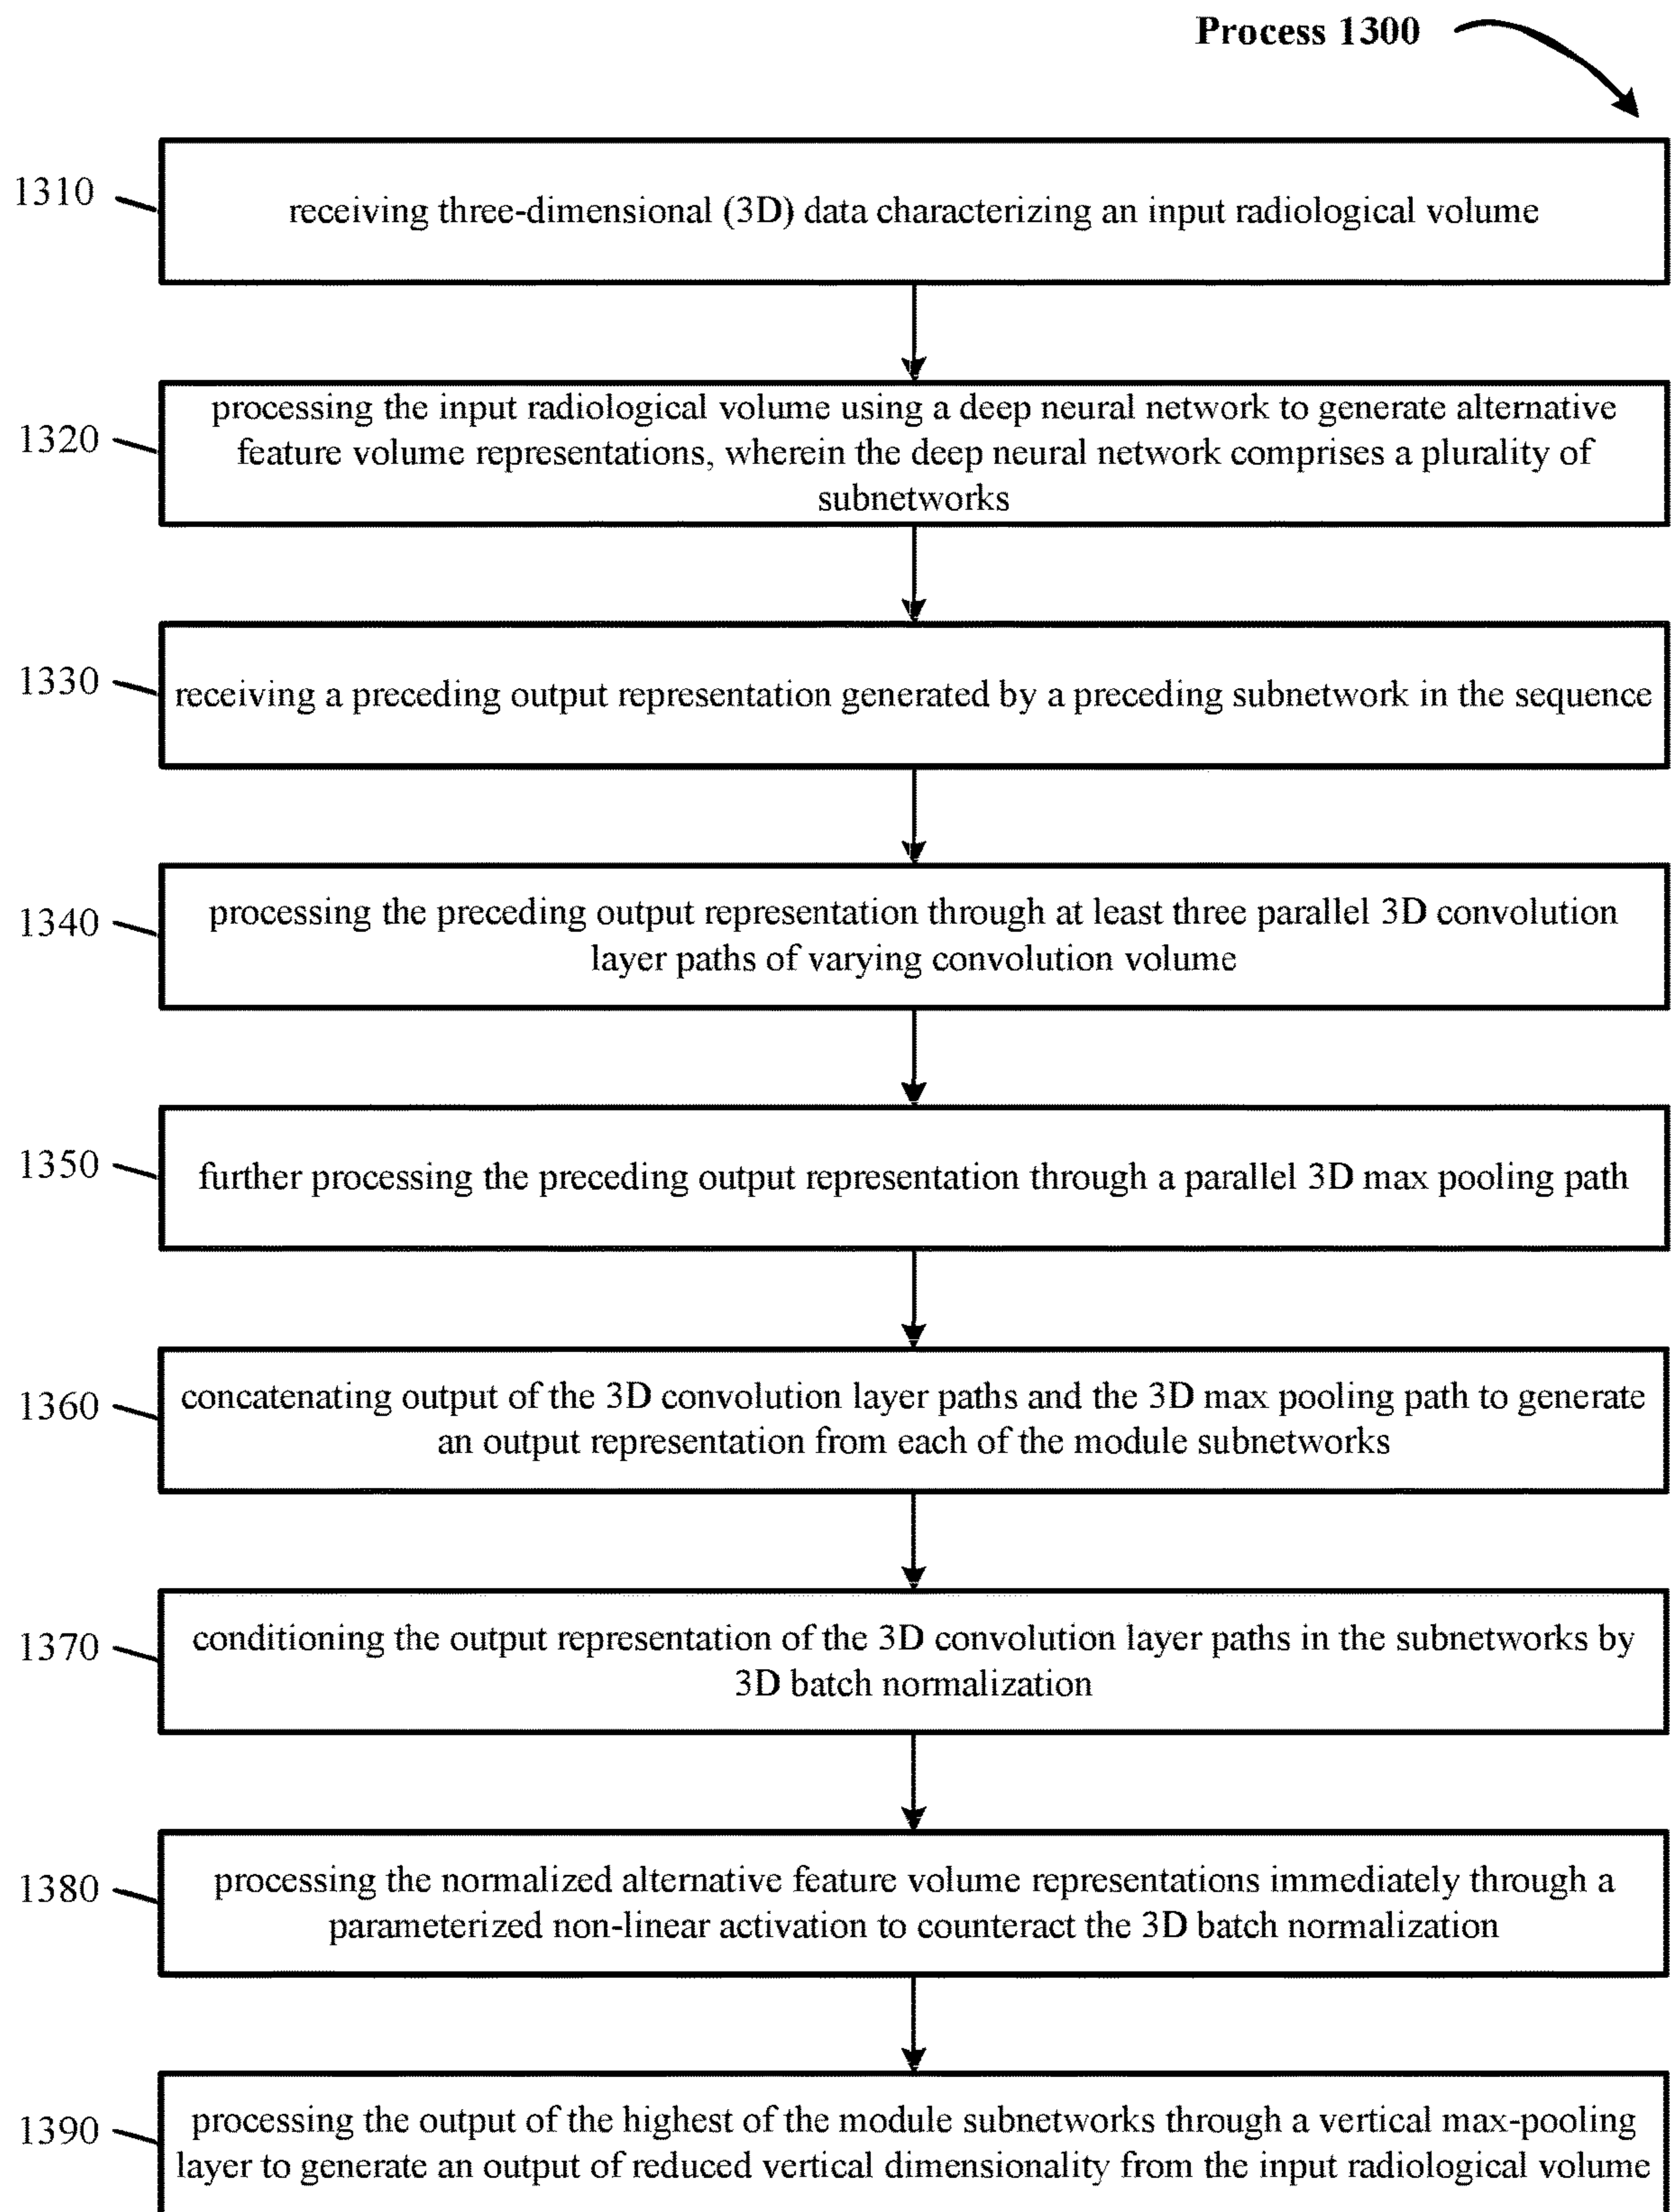 Process 1300
1310
receiving three-dimensional (3D) data characterizing an input radiological volume
1320
processing the input radiological volume using a deep neural network to generate alternative
feature volume representations, wherein the deep neural network comprises a plurality of
subnetworks
1330
receiving a preceding output representation generated by a preceding subnetwork in the sequence
1340
processing the preceding output representation through at least three parallel 3D convolution
layer paths of varying convolution volume
1350
further processing the preceding output representation through a parallel 3D max pooling path
1360
concatenating output of the 3D convolution layer paths and the 3D max pooling path to generate
an output representation from each of the module subnetworks
1370
conditioning the output representation of the 3D convolution layer paths in the subnetworks by
3D batch normalization
1380
processing the normalized alternative feature volume representations immediately through a
parameterized non-linear activation to counteract the 3D batch normalization
1390
processing the output of the highest of the module subnetworks through a vertical max-pooling
layer to generate an output of reduced vertical dimensionality from the input radiological volume